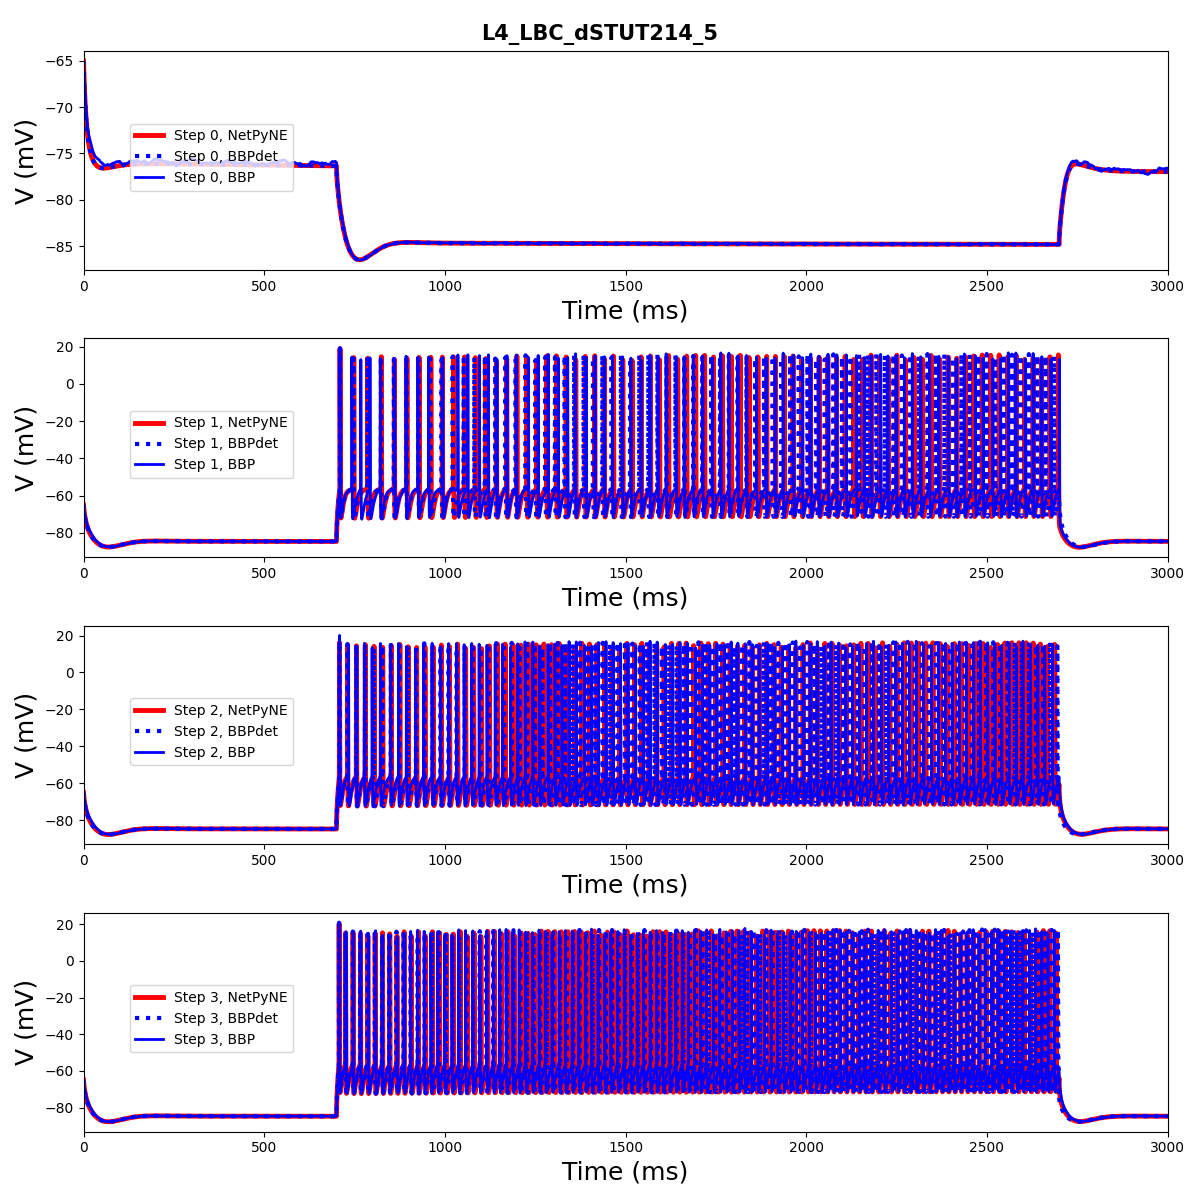 L4_LBC_dSTUT214_5
−65
−70
−75
−80
−85
V (mV)
Step 0, NetPyNE
Step 0, BBPdet
Step 0, BBP
0 500 1000 1500 2000 2500 3000
Time (ms)
20
0
−20
−40
−60
−80
V (mV)
Step 1, NetPyNE
Step 1, BBPdet
Step 1, BBP
0 500 1000 1500 2000 2500 3000
Time (ms)
20
0
−20
−40
−60
−80
V (mV)
Step 2, NetPyNE
Step 2, BBPdet
Step 2, BBP
0 500 1000 1500 2000 2500 3000
Time (ms)
20
0
−20
−40
−60
−80
V (mV)
Step 3, NetPyNE
Step 3, BBPdet
Step 3, BBP
0 500 1000 1500 2000 2500 3000
Time (ms)